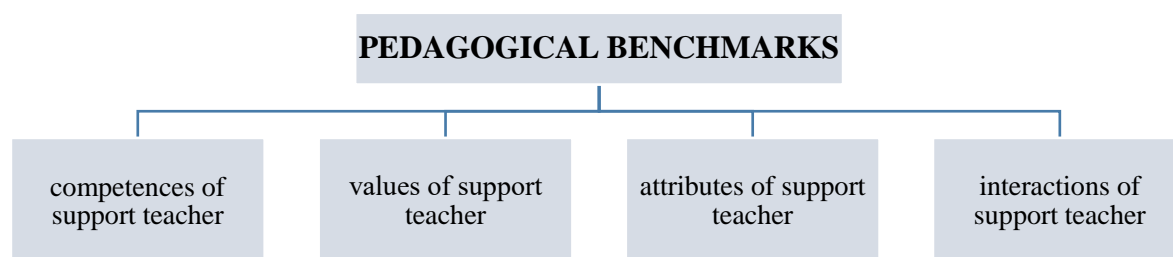 PEDAGOGICAL BENCHMARKS
competences of
support teacher
values of support
teacher
attributes of support
teacher
interactions of
support teacher